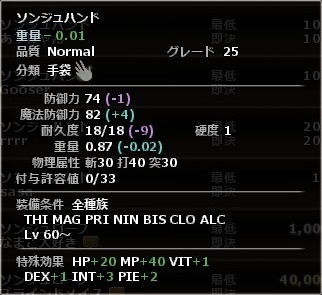 ソンジュハンド
重量－0.01
品質 Normal グレード 25
分類 手袋
防御力 74 (-1)
魔法防御力 82 (+4)
耐久度 18/18 (-9) 硬度 1
重量 0.87 (-0.02)
物理属性 斬30 打40 突30
付与許容値 0/33
装備条件 全種族
THI MAG PRI NIN BIS CLO ALC
Lv 60～
特殊効果 HP+20 MP+40 VIT+1
DEX+1 INT+3 PIE+2